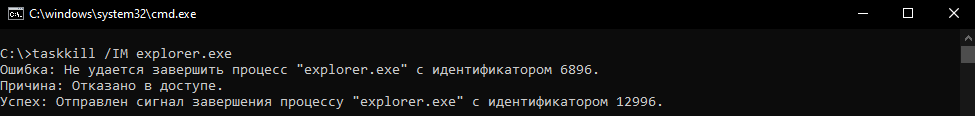 C:\windows\system32\cmd.exe
C:\>taskkill /IM explorer.exe
Ошибка: Не удается завершить процесс "explorer.exe" с идентификатором 6896.
Причина: Отказано в доступе.
Успех: Отправлен сигнал завершения процессу "explorer.exe" с идентификатором 12996.